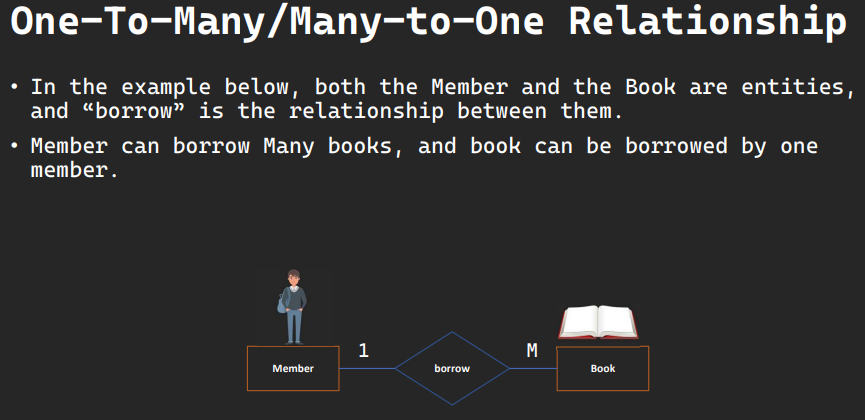 One-To-Many/Many-to-One Relationship
• In the example below, both the Member and the Book are entities,
and “borrow” is the relationship between them.
• Member can borrow Many books, and book can be borrowed by one
member.
1
M
Member
borrow
Book